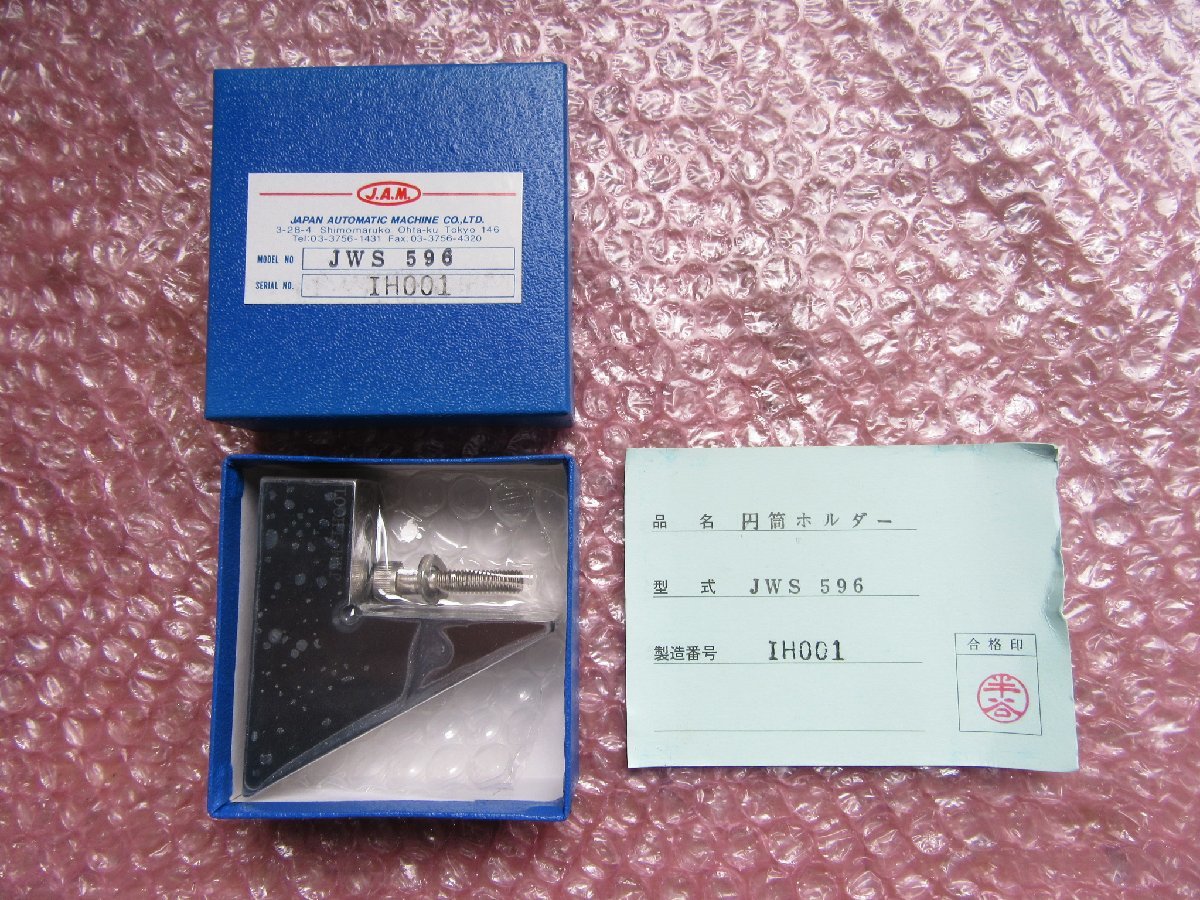 J.A.M.
JAPAN AUTOMATIC MACHINE CO.,LTD.
3-28-4 Shimomaruko Ohta-ku Tokyo 146
Tel:03-3756-1431 Fax:03-3756-4320
MODEL NO JWS 596
SERIAL NO. IH001
品名 円筒ホルダー
型式 JWS 596
製造番号 IH001
合格印
半谷